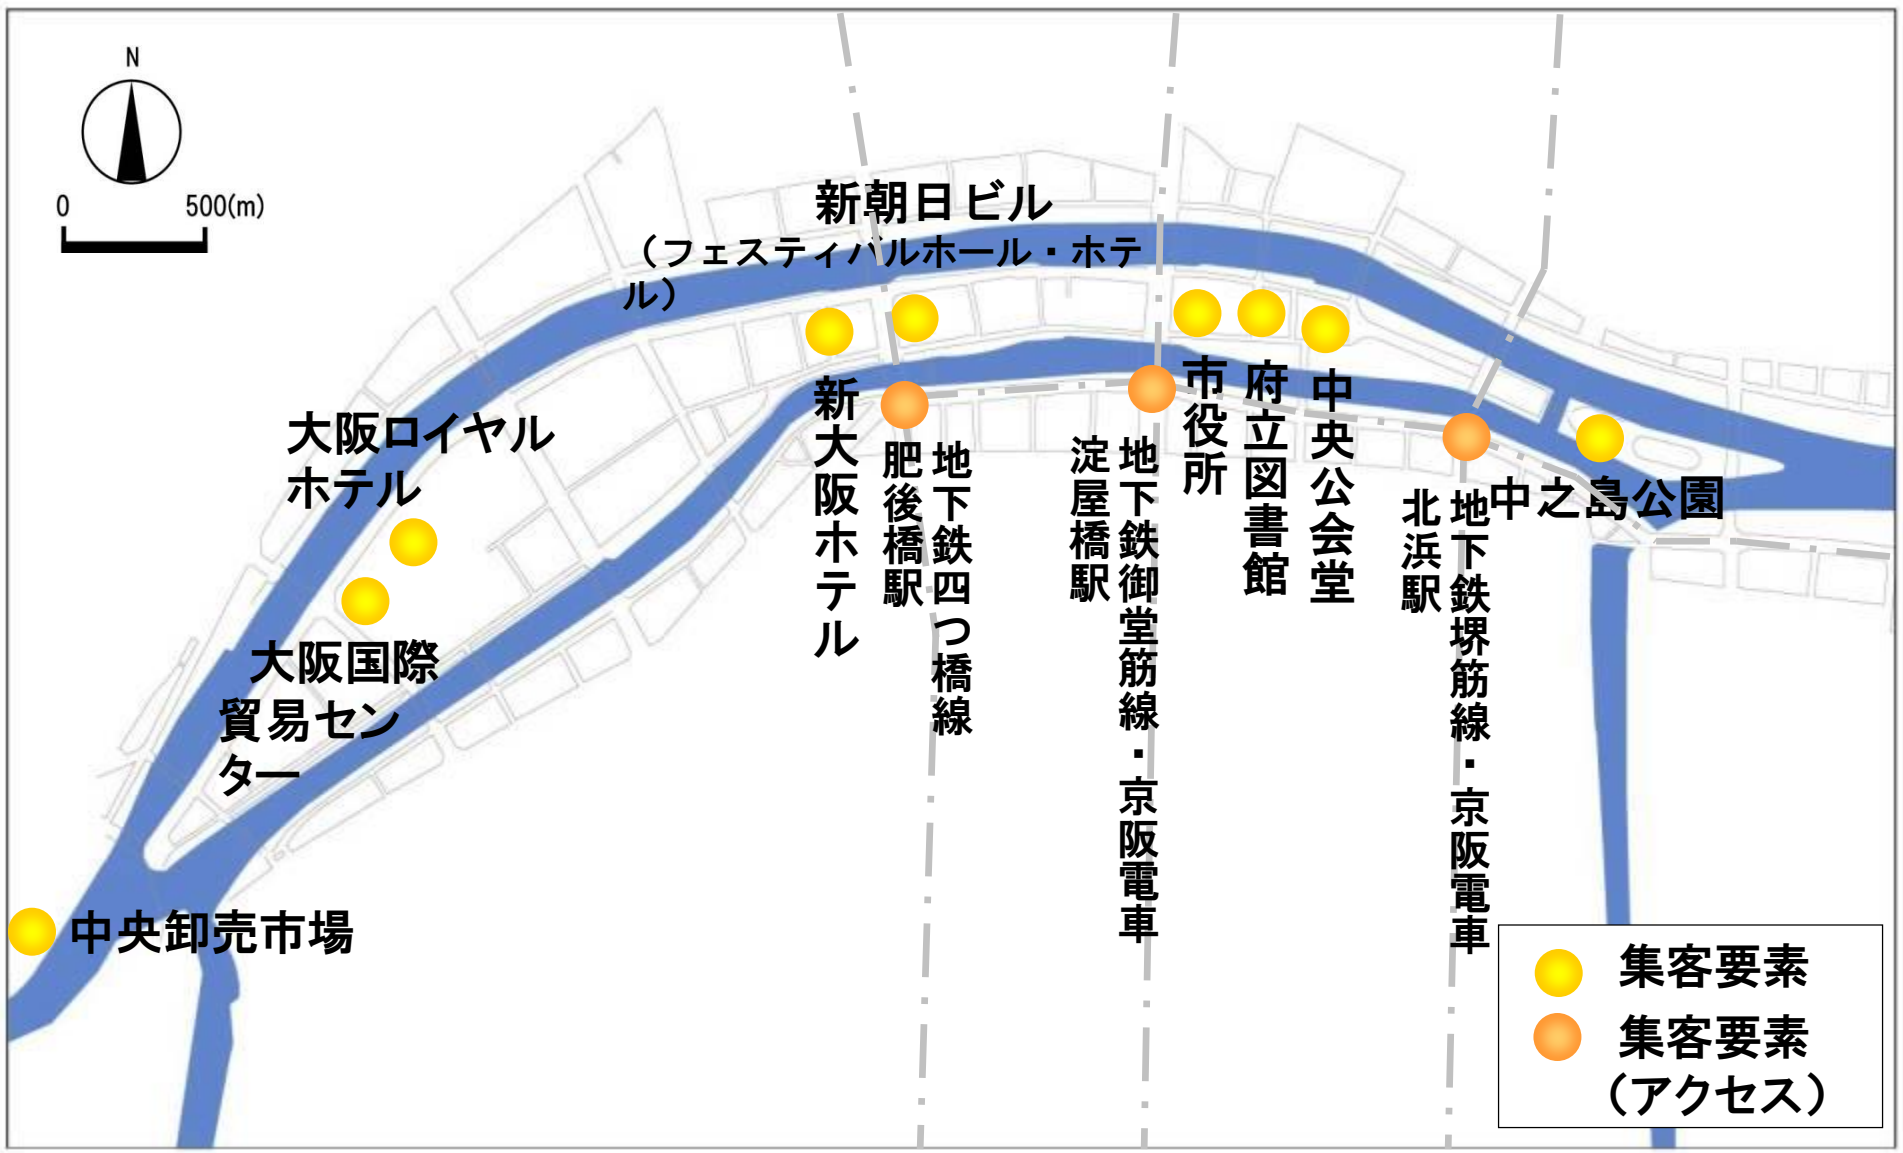 N
0 500(m)
新朝日ビル
（フェスティバルホール・ホテ
ル）
大阪ロイヤル
ホテル
大阪国際
貿易セン
ター
中央卸売市場
新大阪ホテル
地下鉄四つ橋線
肥後橋駅
地下鉄御堂筋線・京阪電車
淀屋橋駅
市役所
府立図書館
中央公会堂
地下鉄堺筋線・京阪電車
北浜駅
中之島公園
集客要素
集客要素
（アクセス）